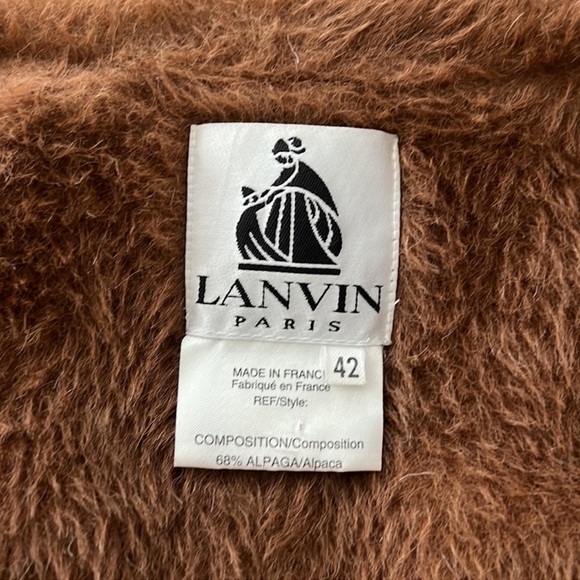 LANVIN
PARIS
42
MADE IN FRANC
Fabriqué en France
REF/Style:
COMPOSITION/Composition
68% ALPAGA/Alpaca